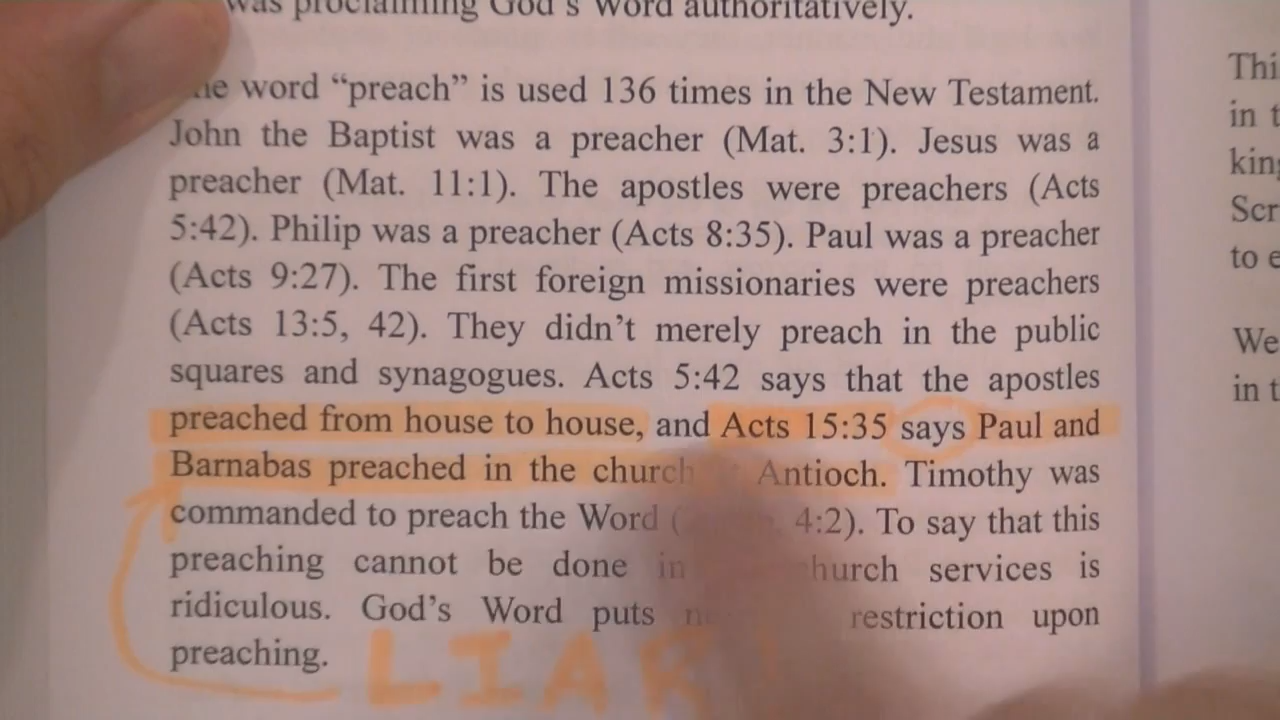 was proclaiming God's Word authoritatively.
word “preach” is used 136 times in the New Testament.
John the Baptist was a preacher (Mat. 3:1). Jesus was a
preacher (Mat. 11:1). The apostles were preachers (Acts
5:42). Philip was a preacher (Acts 8:35). Paul was a preacher
(Acts 9:27). The first foreign missionaries were preachers
(Acts 13:5, 42). They didn’t merely preach in the public
squares and synagogues. Acts 5:42 says that the apostles
preached from house to house, and Acts 15:35 says Paul and
Barnabas preached in the church Antioch. Timothy was
commanded to preach the Word ( 4:2). To say that this
preaching cannot be done in church services is
ridiculous. God’s Word puts restriction upon
preaching.
LIAR
Thi
in t
king
Scr
to e
We
in t